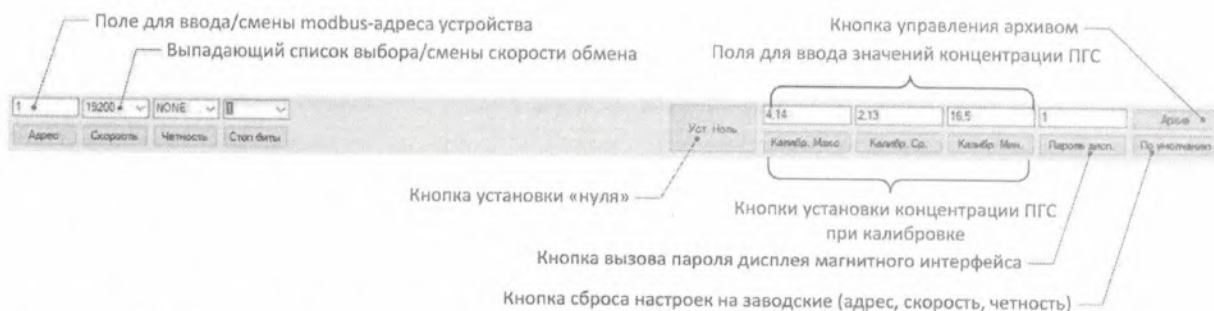 Поле для ввода/смены modbus-адреса устройства
Кнопка управления архивом
Выпадающий список выбора/смены скорости обмена
Поля для ввода значений концентрации ПГС
1 19200 NONE 1
4,14 2,13 16,5 1 Архив
Адрес Скорость Четность Стоп биты
Уст. Ноль
Калибр. Макс. Калибр. Ср. Калибр. Мин. Пароль дисп. По умолчанию
Кнопка установки «нуля»
Кнопки установки концентрации ПГС
при калибровке
Кнопка вызова пароля дисплея магнитного интерфейса
Кнопка сброса настроек на заводские (адрес, скорость, четность)